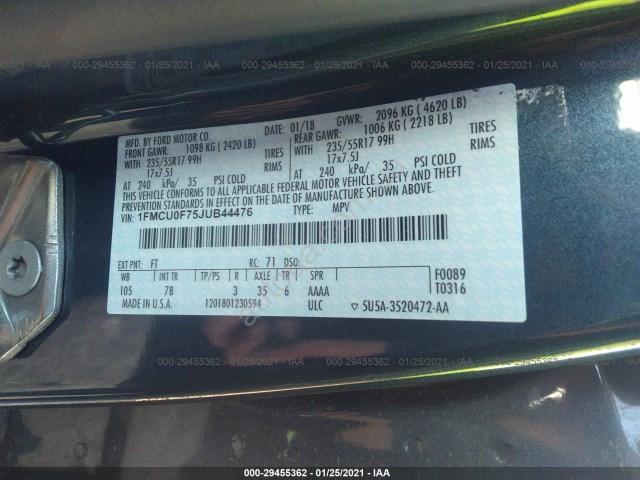 000-29455362 - 01/25/2021 - IAA
000-29455362 - 01/25/2021 - IAA
000-29455362 - 01/25/2021 - IAA
MFD. BY FORD MOTOR CO.
DATE: 01/18 GVWR: 2096 KG (4620 LB)
FRONT GAWR: 1098 KG (2420 LB) REAR GAWR: 1006 KG (2218 LB)
WITH 235/55R17 99H TIRES WITH 235/55R17 99H TIRES
17x7.5J RIMS 17x7.5J RIMS
AT 240 kPa/ 35 PSI COLD AT 240 kPa/ 35 PSI COLD
THIS VEHICLE CONFORMS TO ALL APPLICABLE FEDERAL MOTOR VEHICLE SAFETY AND THEFT
PREVENTION STANDARDS IN EFFECT ON THE DATE OF MANUFACTURE SHOWN ABOVE.
VIN: 1FMCU0F75JUB44476 TYPE: MPV
EXT PNT: FT RC: 71 DSO:
WB INT TR TP/PS R AXLE TR SPR F0089
105 7B 3 35 6 AAAA T0316
MADE IN U.S.A. 1201801230594 ULC ▽ 5U5A-3520472-AA
000-29455362 - 01/25/2021 - IAA
000-29455362 - 01/25/2021 - IAA
000-29455362 - 01/25/2021 - IAA
000-29455362 - 01/25/2021 - IAA